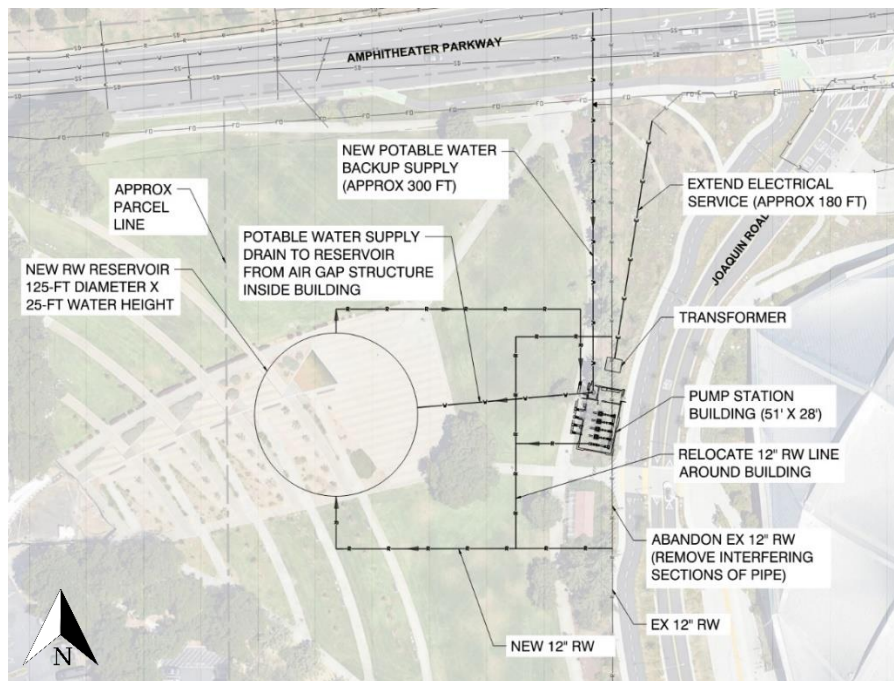 AMPHITHEATER PARKWAY
NEW POTABLE WATER
BACKUP SUPPLY
(APPROX 300 FT)
APPROX
PARCEL
LINE
EXTEND ELECTRICAL
SERVICE (APPROX 180 FT)
JOAQUIN ROAD
POTABLE WATER SUPPLY
DRAIN TO RESERVOIR
FROM AIR GAP STRUCTURE
INSIDE BUILDING
NEW RW RESERVOIR
125-FT DIAMETER X
25-FT WATER HEIGHT
TRANSFORMER
PUMP STATION
BUILDING (51' X 28')
RELOCATE 12" RW LINE
AROUND BUILDING
ABANDON EX 12" RW
(REMOVE INTERFERING
SECTIONS OF PIPE)
EX 12" RW
NEW 12" RW
N